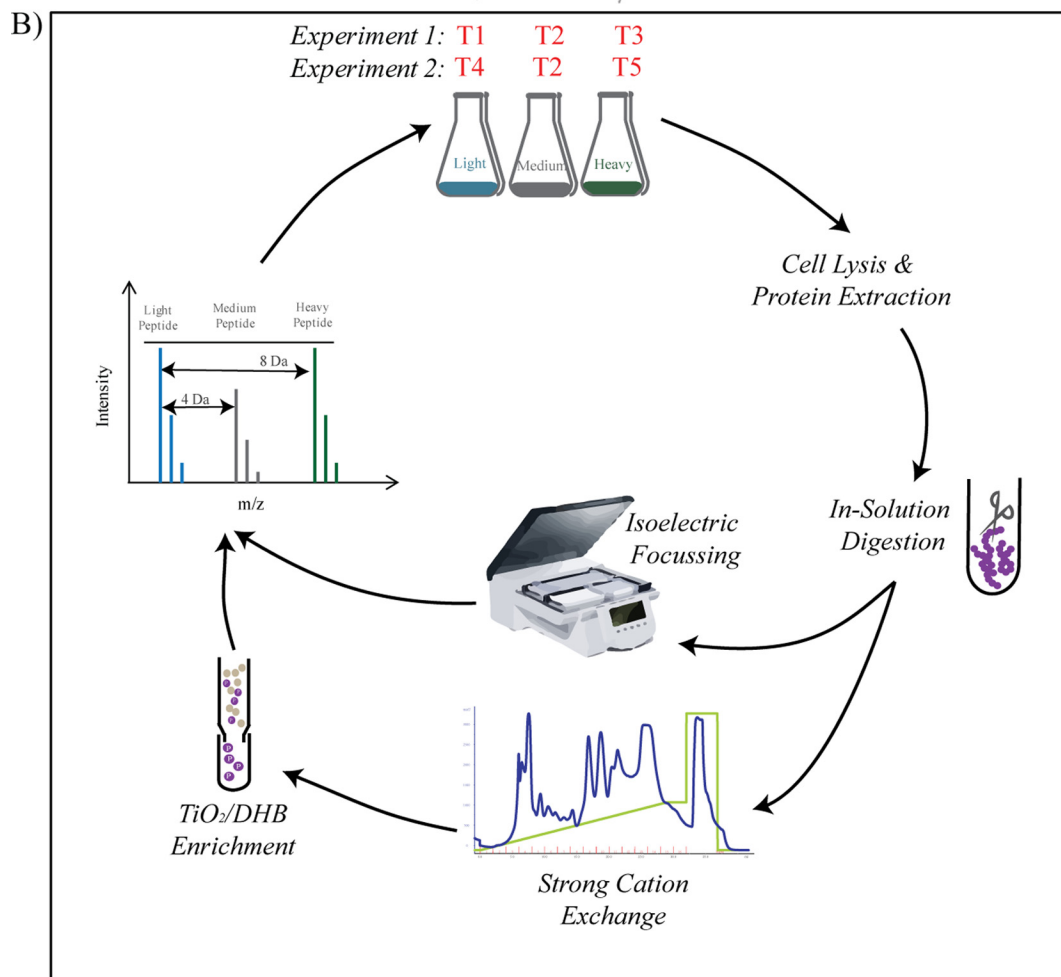 B)
Experiment 1: T1 T2 T3
Experiment 2: T4 T2 T5
Light Medium Heavy
Cell Lysis &
Protein Extraction
Light
Peptide
Medium
Peptide
Heavy
Peptide
8 Da
4 Da
Intensity
m/z
In-Solution
Digestion
Isoelectric
Focussing
P
P
P
P
P
P
P
P
TiO₂/DHB
Enrichment
Strong Cation
Exchange